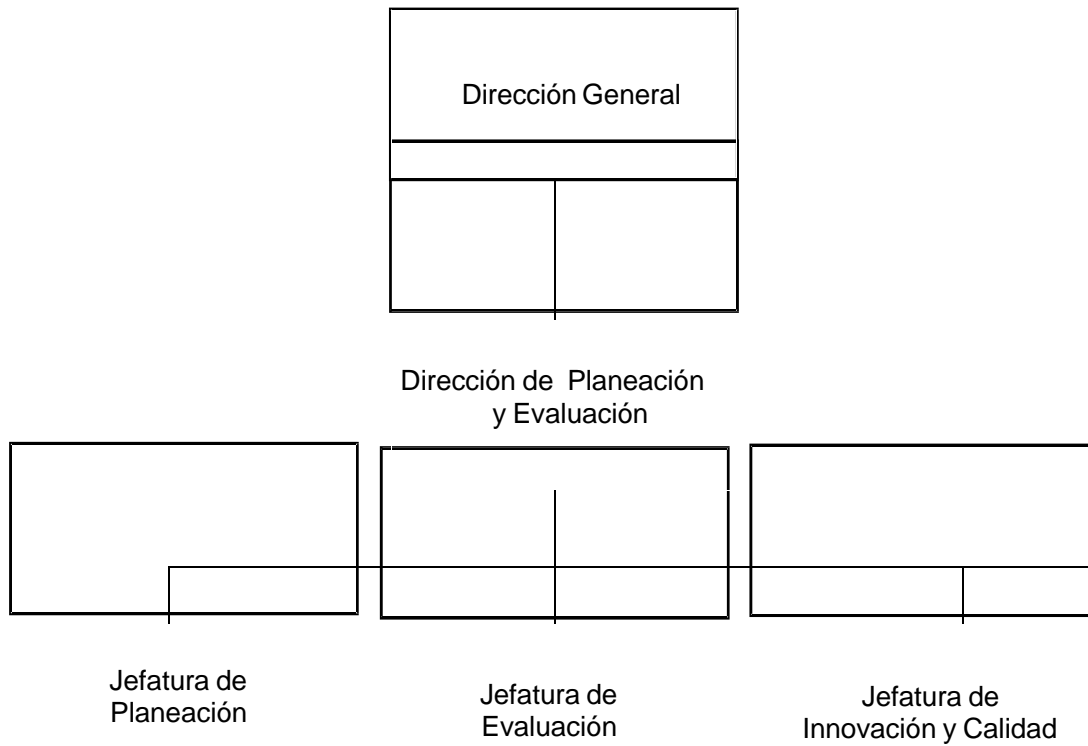 Dirección General
Dirección de Planeación
y Evaluación
Jefatura de
Planeación
Jefatura de
Evaluación
Jefatura de
Innovación y Calidad